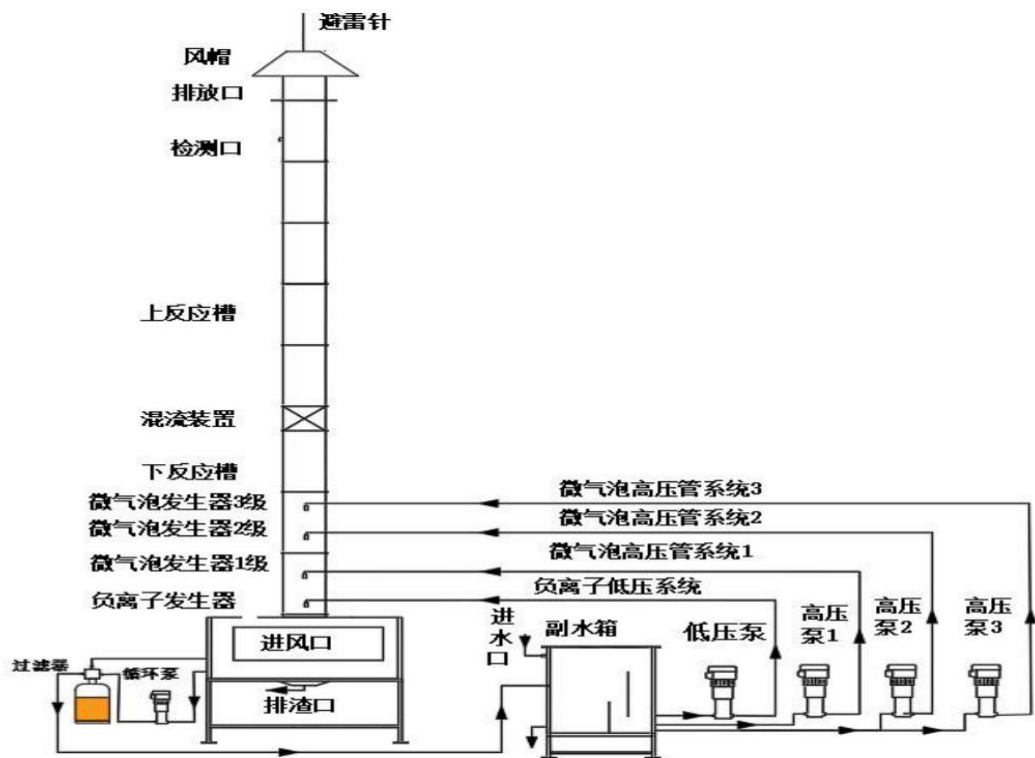 避雷针
风帽
排放口
检测口
上反应槽
混流装置
下反应槽
微气泡发生器3级
微气泡高压管系统3
微气泡发生器2级
微气泡高压管系统2
微气泡发生器1级
微气泡高压管系统1
负离子发生器
负离子低压系统
进风口
进
水
口
副水箱
低压泵
高压
泵1
高压
泵2
高压
泵3
过滤器
循环泵
排渣口